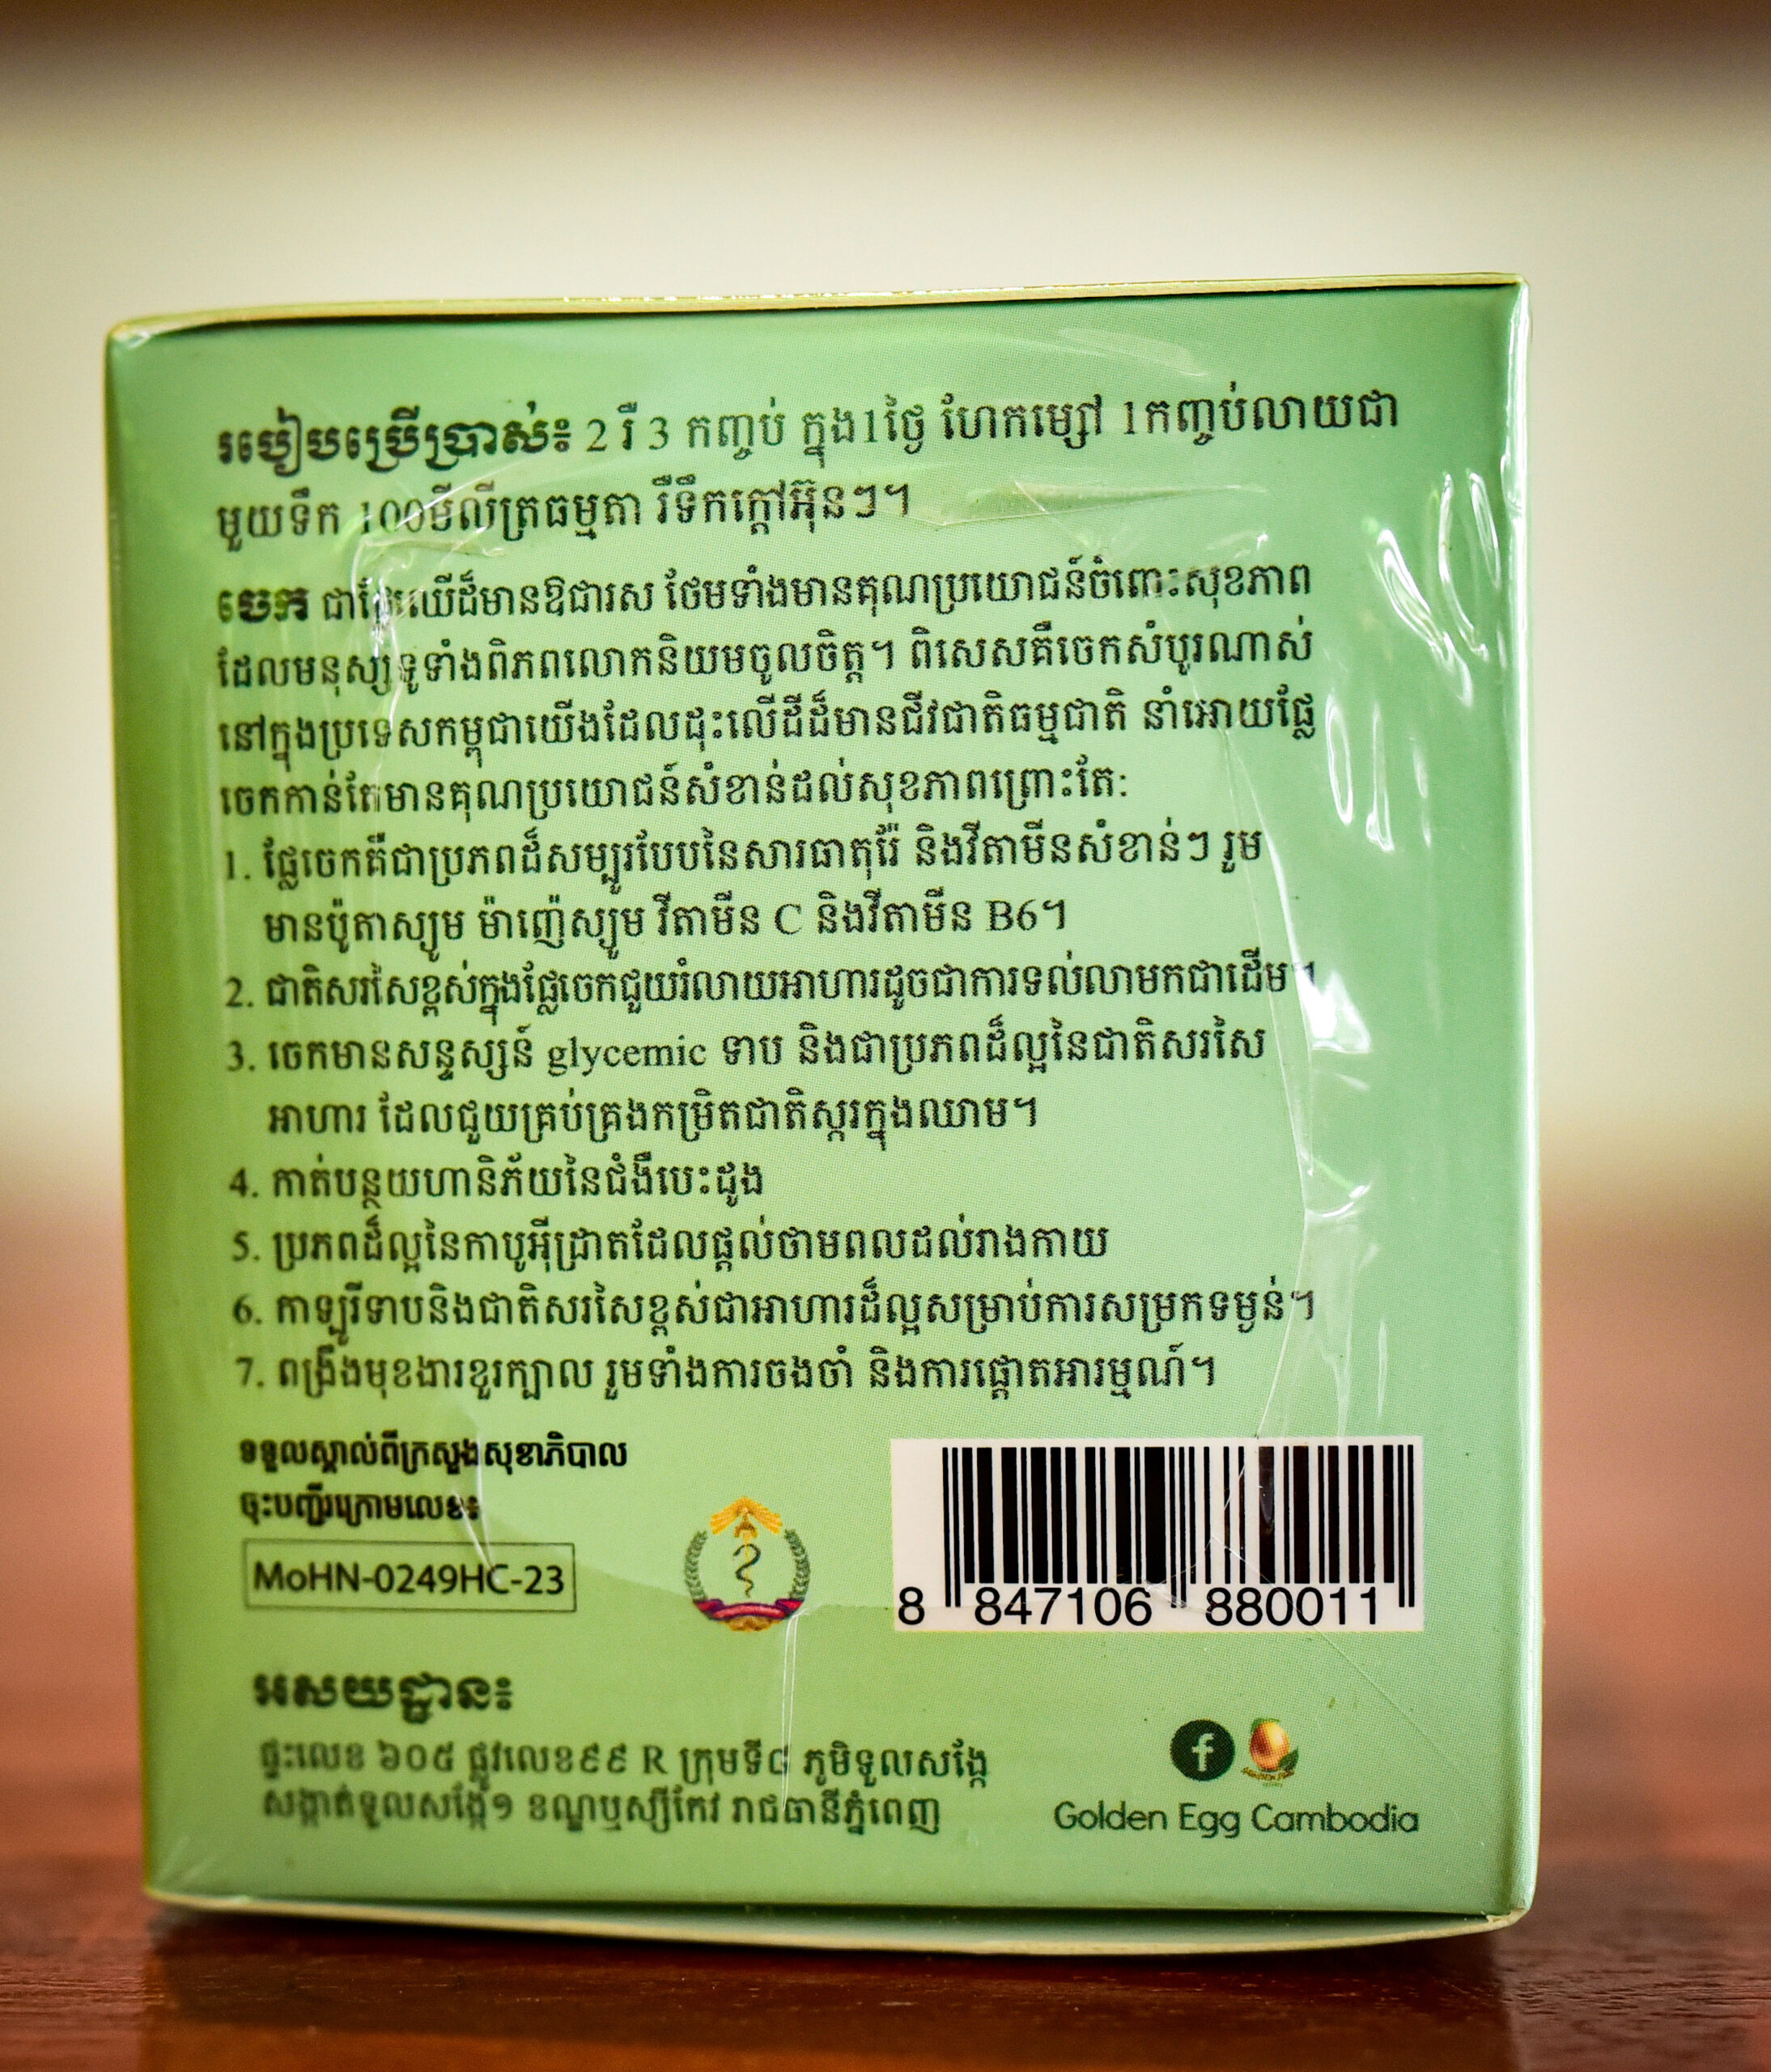 របៀបប្រើប្រាស់៖ 2 រឺ 3 កញ្ចប់ ក្នុង1ថ្ងៃ ហែកម្សៅ 1កញ្ចប់លាយជា
មួយទឹក 100មីលីត្រធម្មតា រឺទឹកក្តៅអ៊ុនៗ។
ចេក ជាផ្លែឈើដ៏មានឱជារស ថែមទាំងមានគុណប្រយោជន៍ចំពោះសុខភាព
ដែលមនុស្សទូទាំងពិភពលោកនិយមចូលចិត្ត។ ពិសេសគឺចេកសំបូរណាស់
នៅក្នុងប្រទេសកម្ពុជាយើងដែលដុះលើដីដ៏មានជីវជាតិធម្មជាតិ នាំអោយផ្លែ
ចេកកាន់តែមានគុណប្រយោជន៍សំខាន់ដល់សុខភាពព្រោះតែ:
1. ផ្លែចេកគឺជាប្រភពដ៏សម្បូរបែបនៃសារធាតុរ៉ែ និងវីតាមីនសំខាន់ៗ រួម
មានប៉ូតាស្យូម ម៉ាញ៉េស្យូម វីតាមីន C និងវីតាមីន B6។
2. ជាតិសរសៃខ្ពស់ក្នុងផ្លែចេកជួយរំលាយអាហារដូចជាការទល់លាមកជាដើម។
3. ចេកមានសន្ទស្សន៍ glycemic ទាប និងជាប្រភពដ៏ល្អនៃជាតិសរសៃ
អាហារ ដែលជួយគ្រប់គ្រងកម្រិតជាតិស្ករក្នុងឈាម។
4. កាត់បន្ថយហានិភ័យនៃជំងឺបេះដូង
5. ប្រភពដ៏ល្អនៃកាបូអ៊ីដ្រាតដែលផ្តល់ថាមពលដល់រាងកាយ
6. កាឡូរីទាបនិងជាតិសរសៃខ្ពស់ជាអាហារដ៏ល្អសម្រាប់ការសម្រកទម្ងន់។
7. ពង្រឹងមុខងារខួរក្បាល រួមទាំងការចងចាំ និងការផ្តោតអារម្មណ៍។
ទទួលស្គាល់ពីក្រសួងសុខាភិបាល
ចុះបញ្ជីរក្រោមលេខ៖
MoHN-0249HC-23
8 847106 880011
អសយដ្ឋាន៖
ផ្ទះលេខ ៦០៥ ផ្លូវលេខ៩៩ R ក្រុមទី៨ ភូមិទួលសង្កែ
សង្កាត់ទួលសង្កែ១ ខណ្ឌឬស្សីកែវ រាជធានីភ្នំពេញ
Golden Egg Cambodia